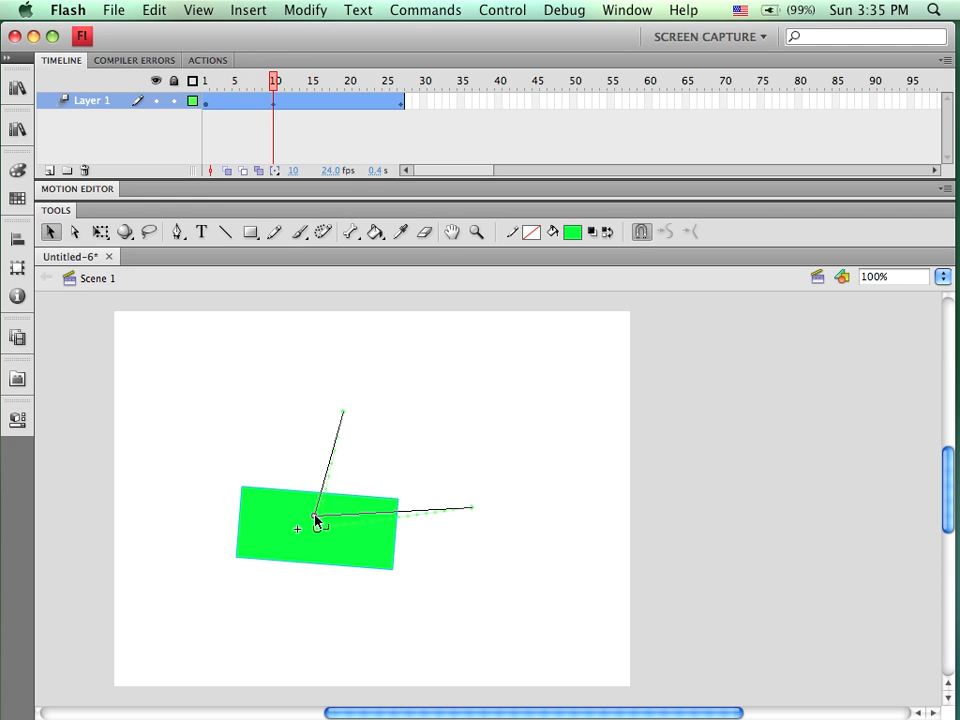 Flash File Edit View Insert Modify Text Commands Control Debug Window Help (99%) Sun 3:35 PM
Fl SCREEN CAPTURE
TIMELINE COMPILER ERRORS ACTIONS
1 5 10 15 20 25 30 35 40 45 50 55 60 65 70 75 80 85 90 95
Layer 1
10 24.0 fps 0.4 s
MOTION EDITOR
TOOLS
T
Untitled-6*
Scene 1 100%